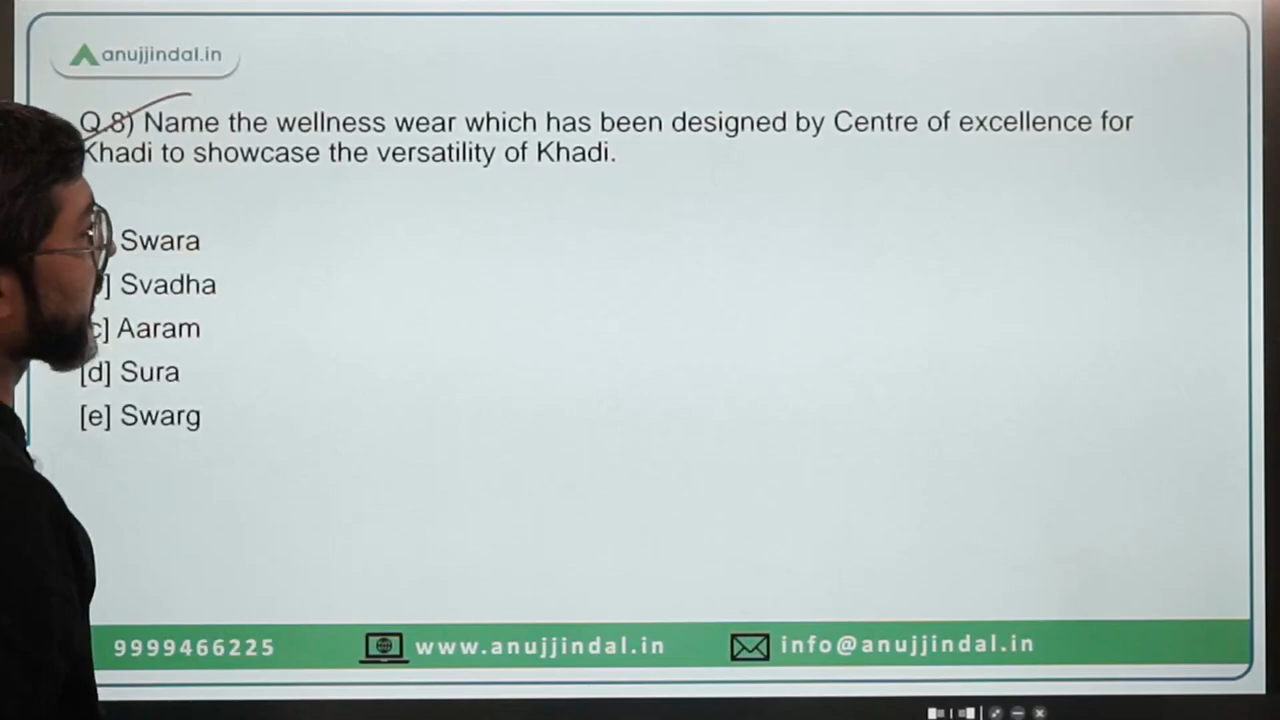 anujjindal.in
Q.8) Name the wellness wear which has been designed by Centre of excellence for
Khadi to showcase the versatility of Khadi.
Swara
] Svadha
c] Aaram
[d] Sura
[e] Swarg
9999466225 www.anujjindal.in info@anujjindal.in